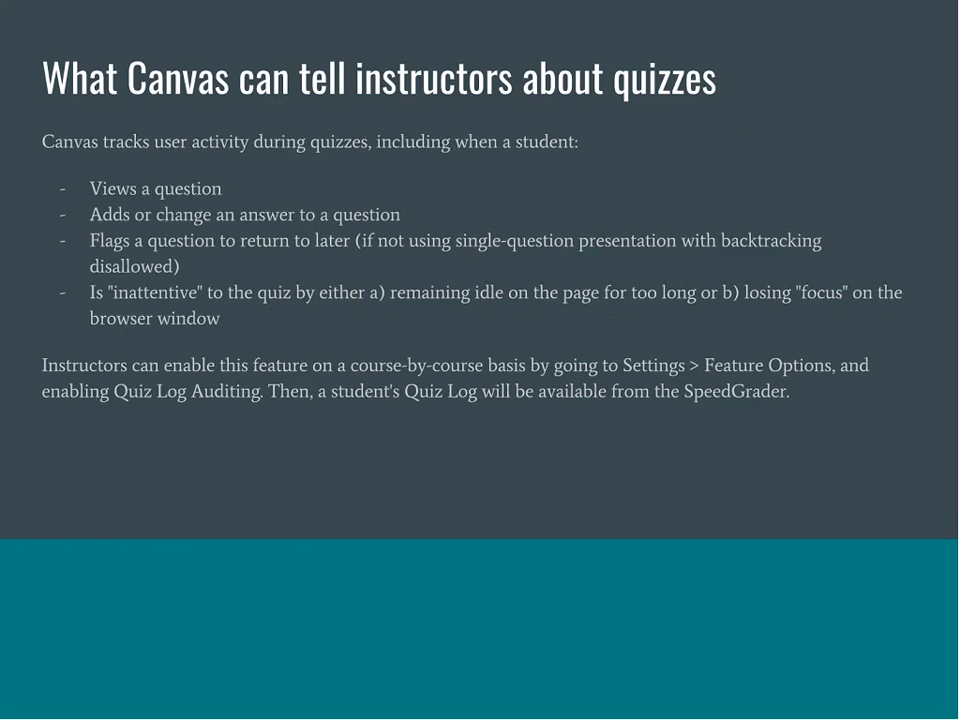 What Canvas can tell instructors about quizzes
Canvas tracks user activity during quizzes, including when a student:
- Views a question
- Adds or change an answer to a question
- Flags a question to return to later (if not using single-question presentation with backtracking
disallowed)
- Is "inattentive" to the quiz by either a) remaining idle on the page for too long or b) losing "focus" on the
browser window
Instructors can enable this feature on a course-by-course basis by going to Settings > Feature Options, and
enabling Quiz Log Auditing. Then, a student's Quiz Log will be available from the SpeedGrader.